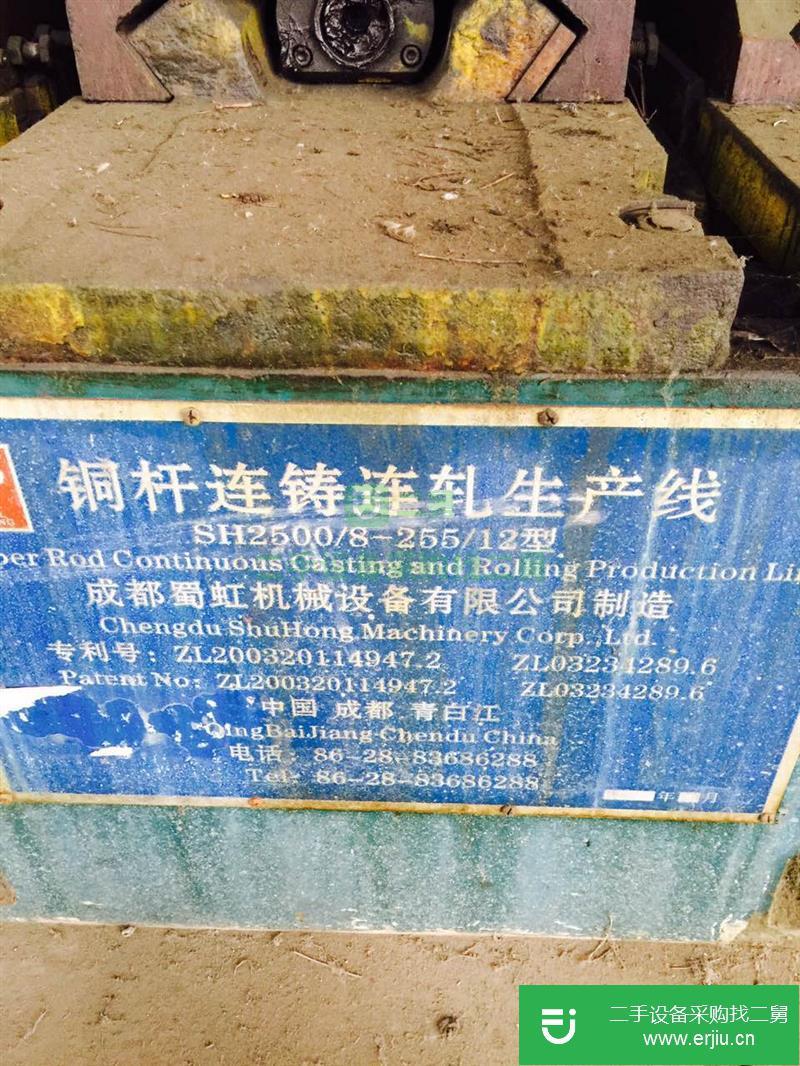 铜杆连铸连轧生产线
SH2500/8-255/12型
per Rod Continuous Casting and Rolling Production Lin
成都蜀虹机械设备有限公司制造
Chengdu ShuHong Machinery Corp.,Ltd.
专利号：ZL200320114947.2 ZL03234289.6
Patent No: ZL200320114947.2 ZL03234289.6
中国 成都 青白江
QingBaiJiang Chendu China
电话：86-28-83686288
Tel: 86-28-83686288
年 月
二手设备采购找二舅
www.erjiu.cn